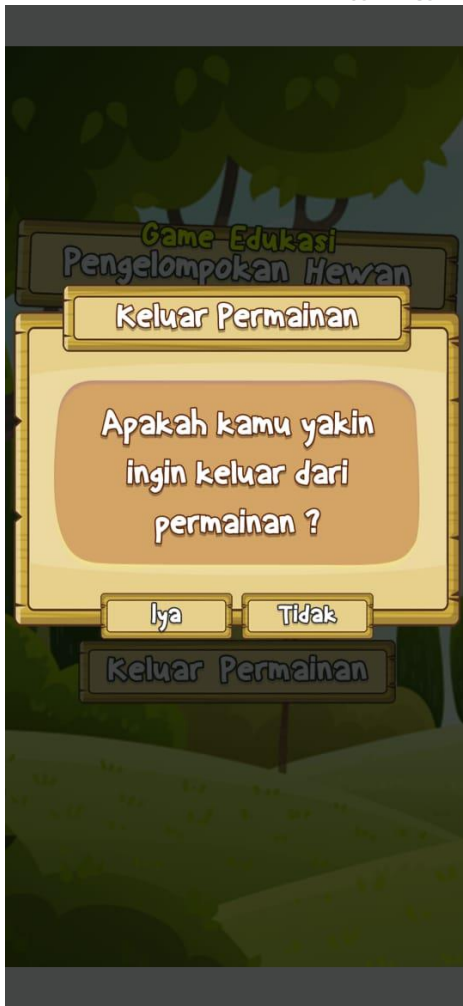 Game Edukasi
Pengelompokan Hewan
Keluar Permainan
Apakah kamu yakin
ingin keluar dari
permainan ?
Iya
Tidak
Keluar Permainan